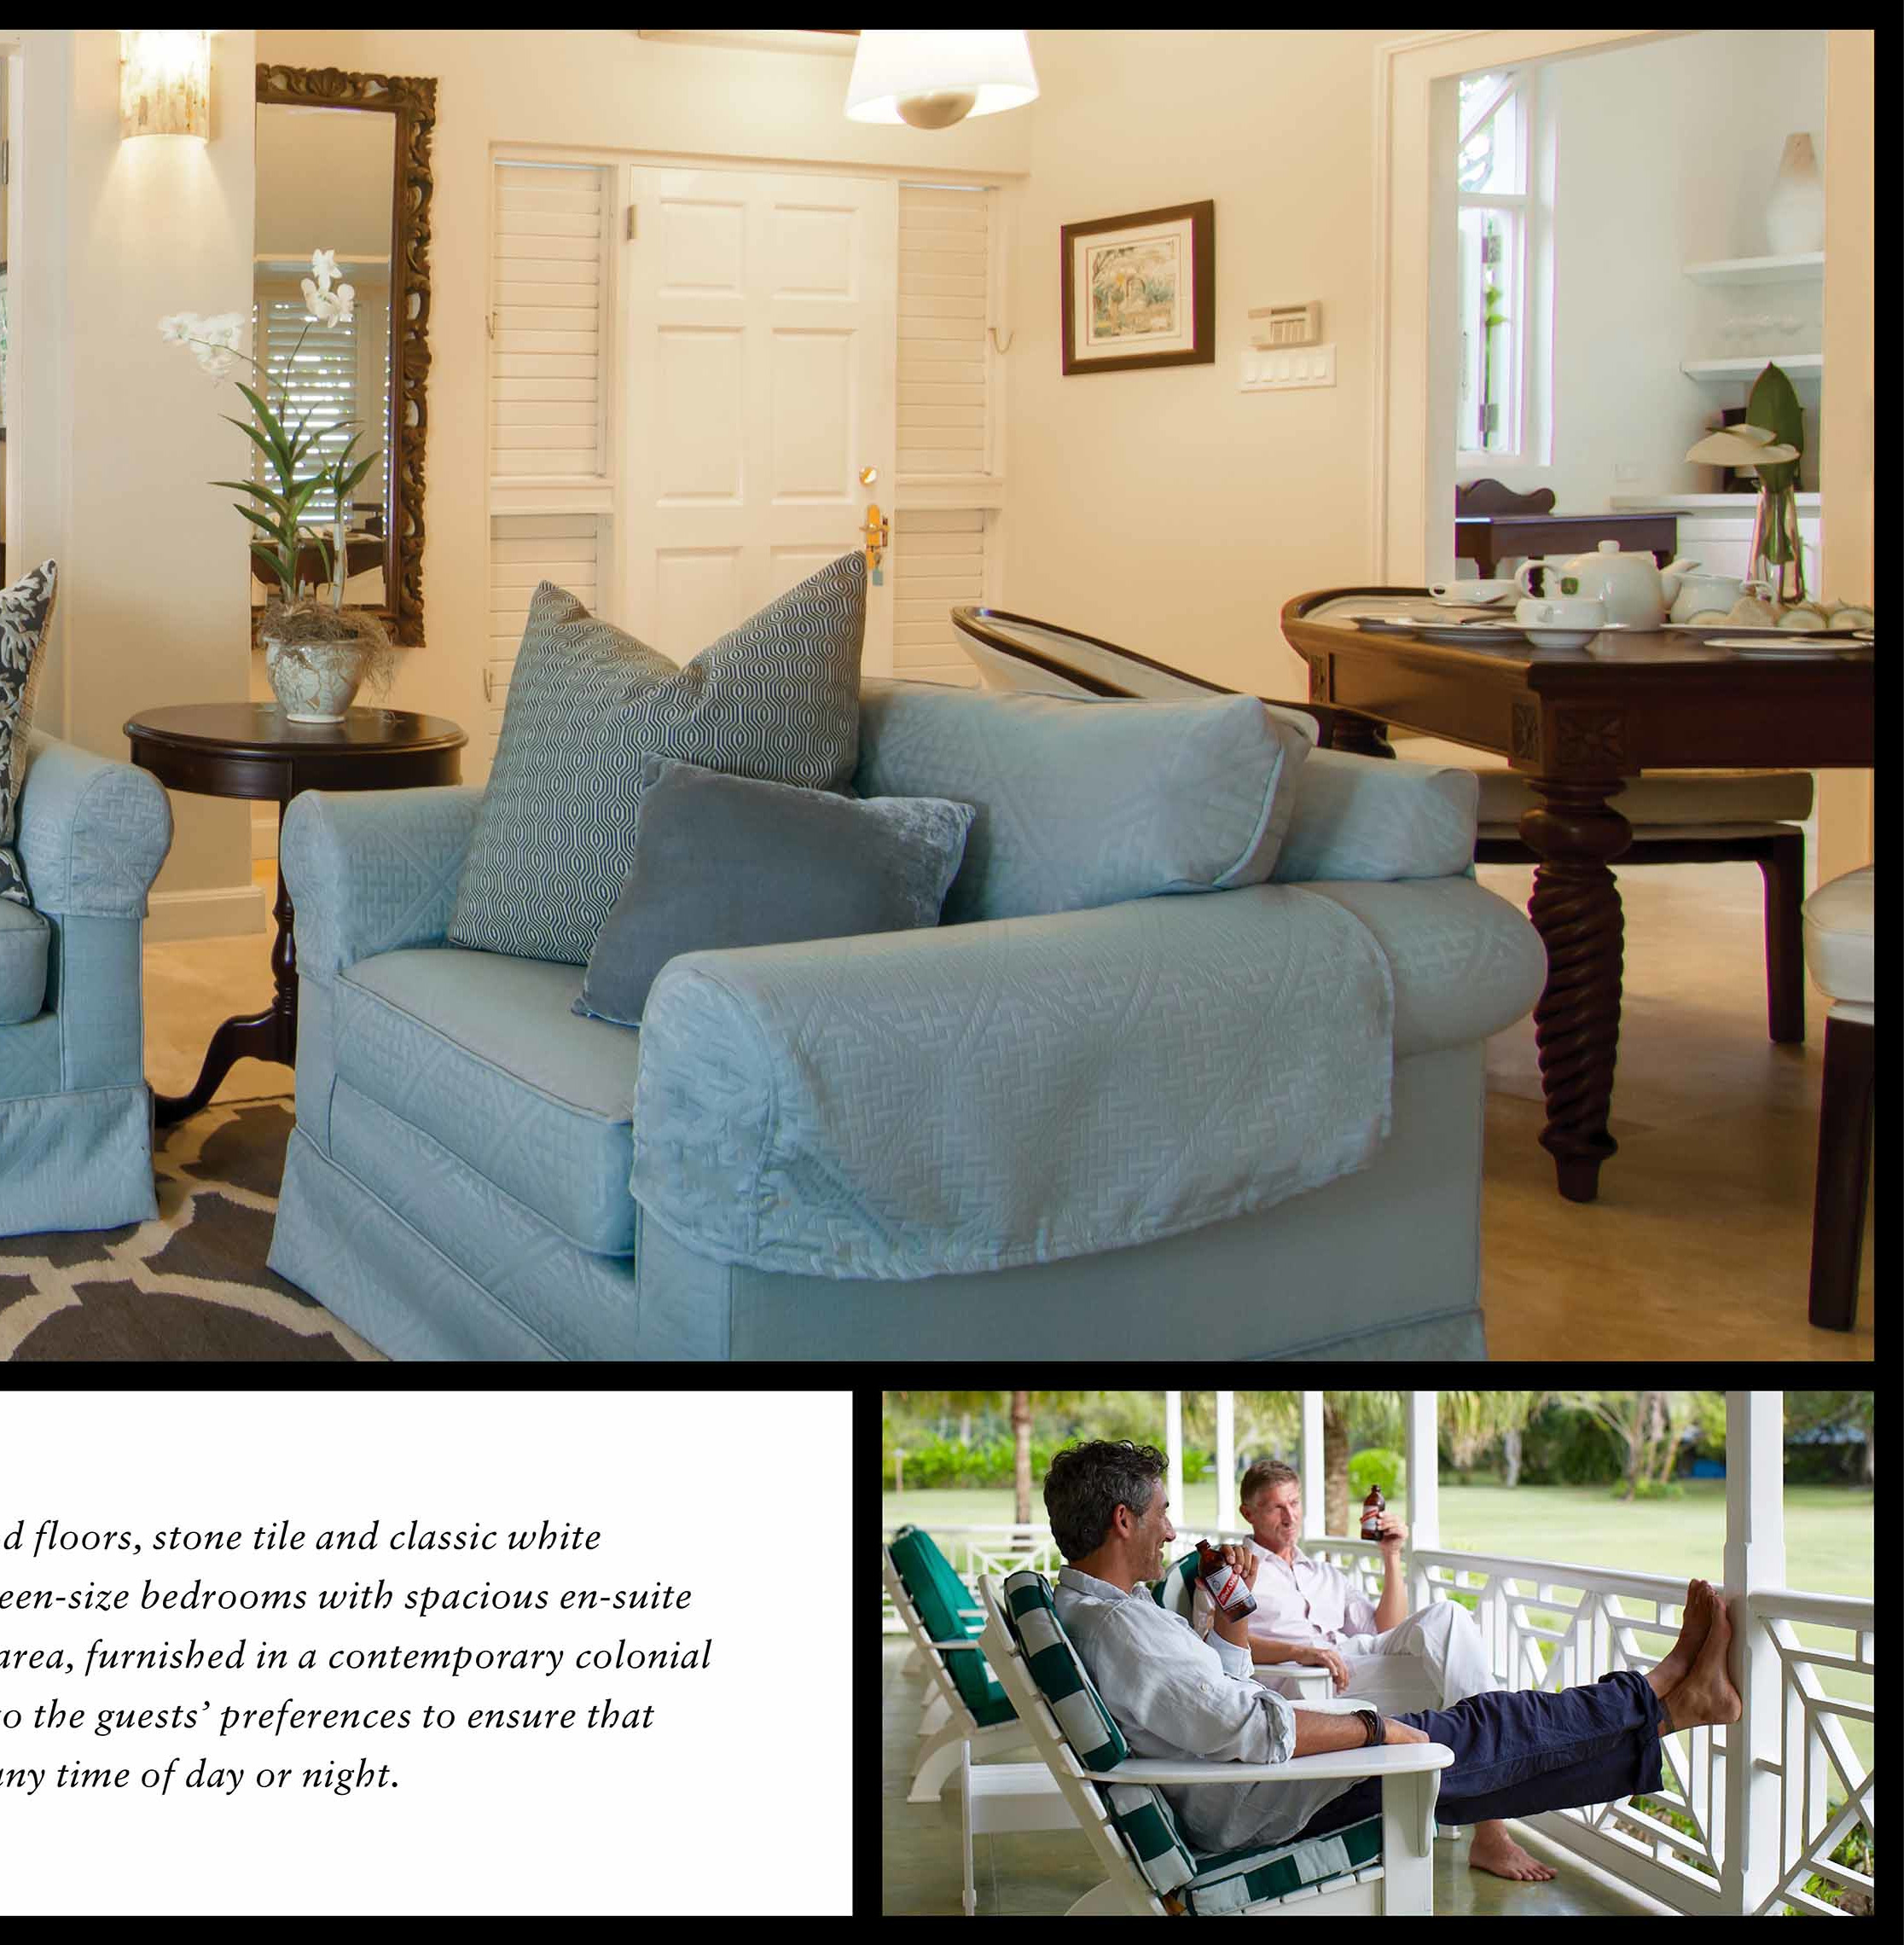 d floors, stone tile and classic white
een-size bedrooms with spacious en-suite
area, furnished in a contemporary colonial
o the guests’ preferences to ensure that
any time of day or night.